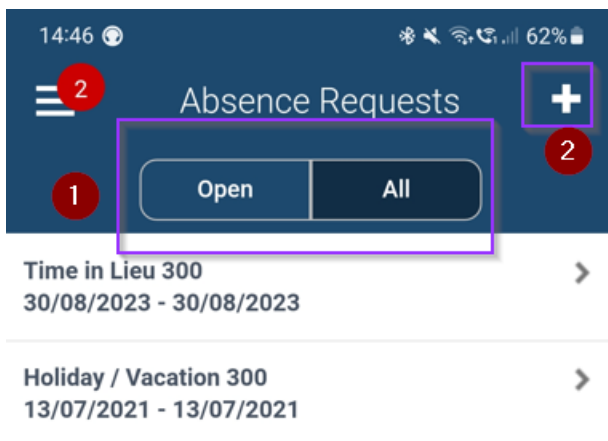 14:46 62%
2 Absence Requests +
2
1 Open All
Time in Lieu 300
30/08/2023 - 30/08/2023
Holiday / Vacation 300
13/07/2021 - 13/07/2021